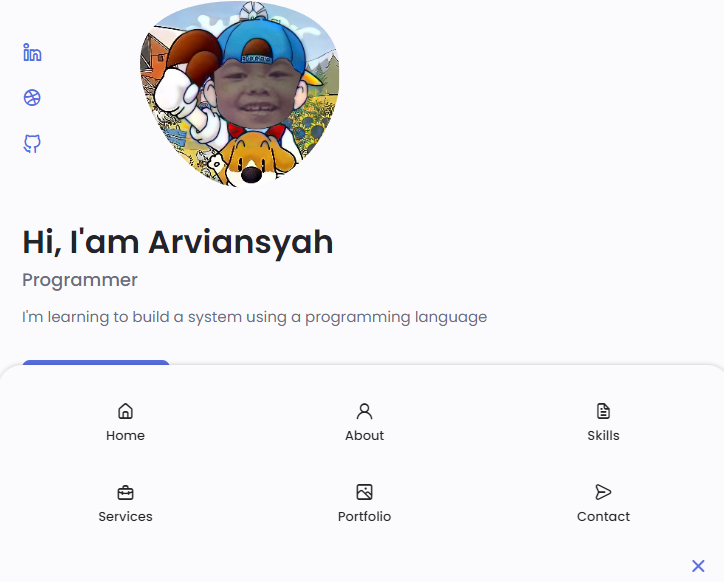 Hi, I'am Arviansyah
Programmer
I'm learning to build a system using a programming language
Home
About
Skills
Services
Portfolio
Contact